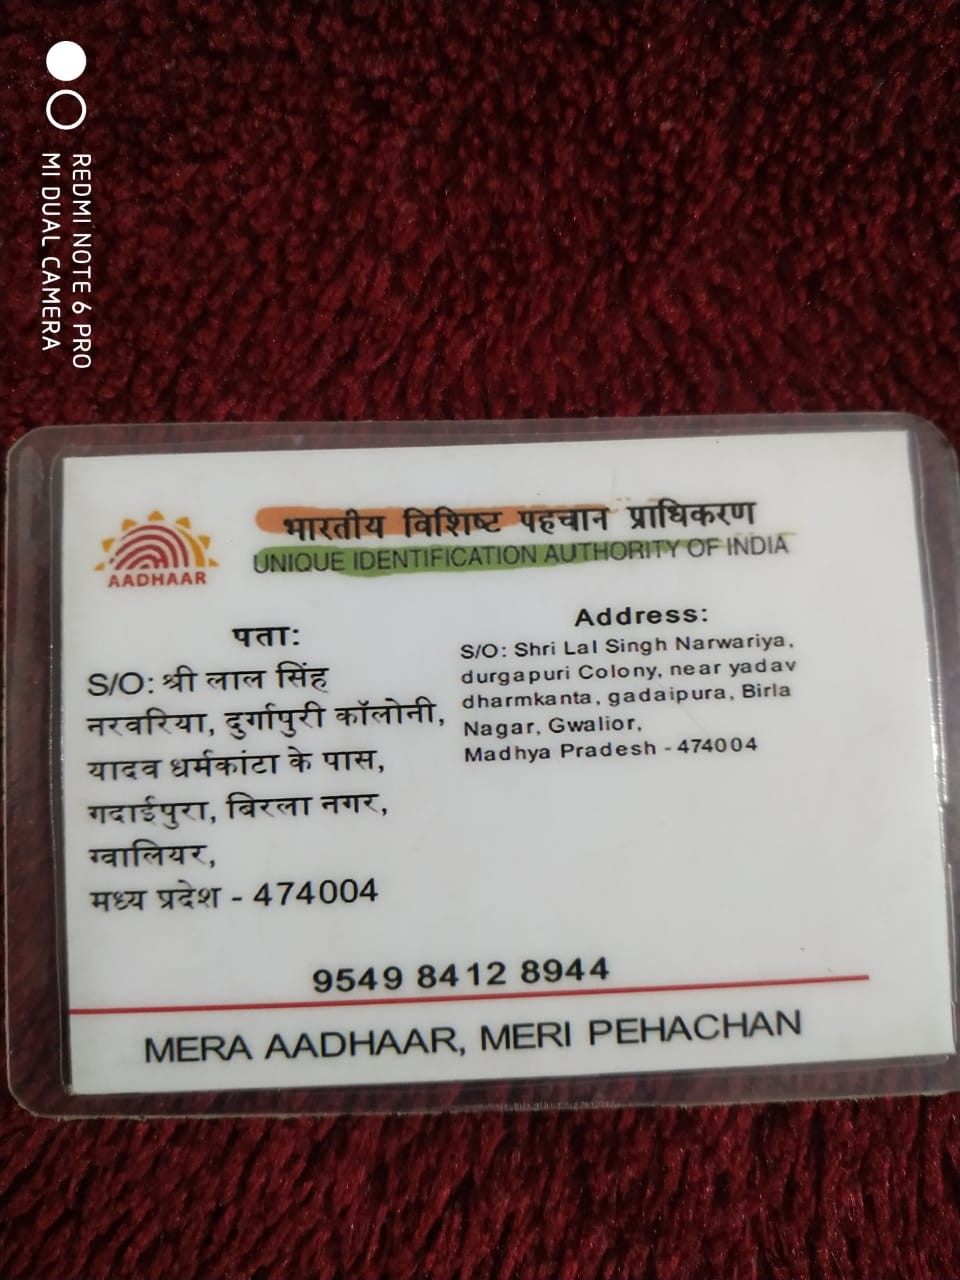 REDMI NOTE 6 PRO
MI DUAL CAMERA
भारतीय विशिष्ट पहचान प्राधिकरण
UNIQUE IDENTIFICATION AUTHORITY OF INDIA
AADHAAR
पता:
S/O: श्री लाल सिंह
नरवरिया, दुर्गापुरी कॉलोनी,
यादव धर्मकांटा के पास,
गदाईपुरा, बिरला नगर,
ग्वालियर,
मध्य प्रदेश - 474004
Address:
S/O: Shri Lal Singh Narwariya,
durgapuri Colony, near yadav
dharmkanta, gadaipura, Birla
Nagar, Gwalior,
Madhya Pradesh - 474004
9549 8412 8944
MERA AADHAAR, MERI PEHACHAN